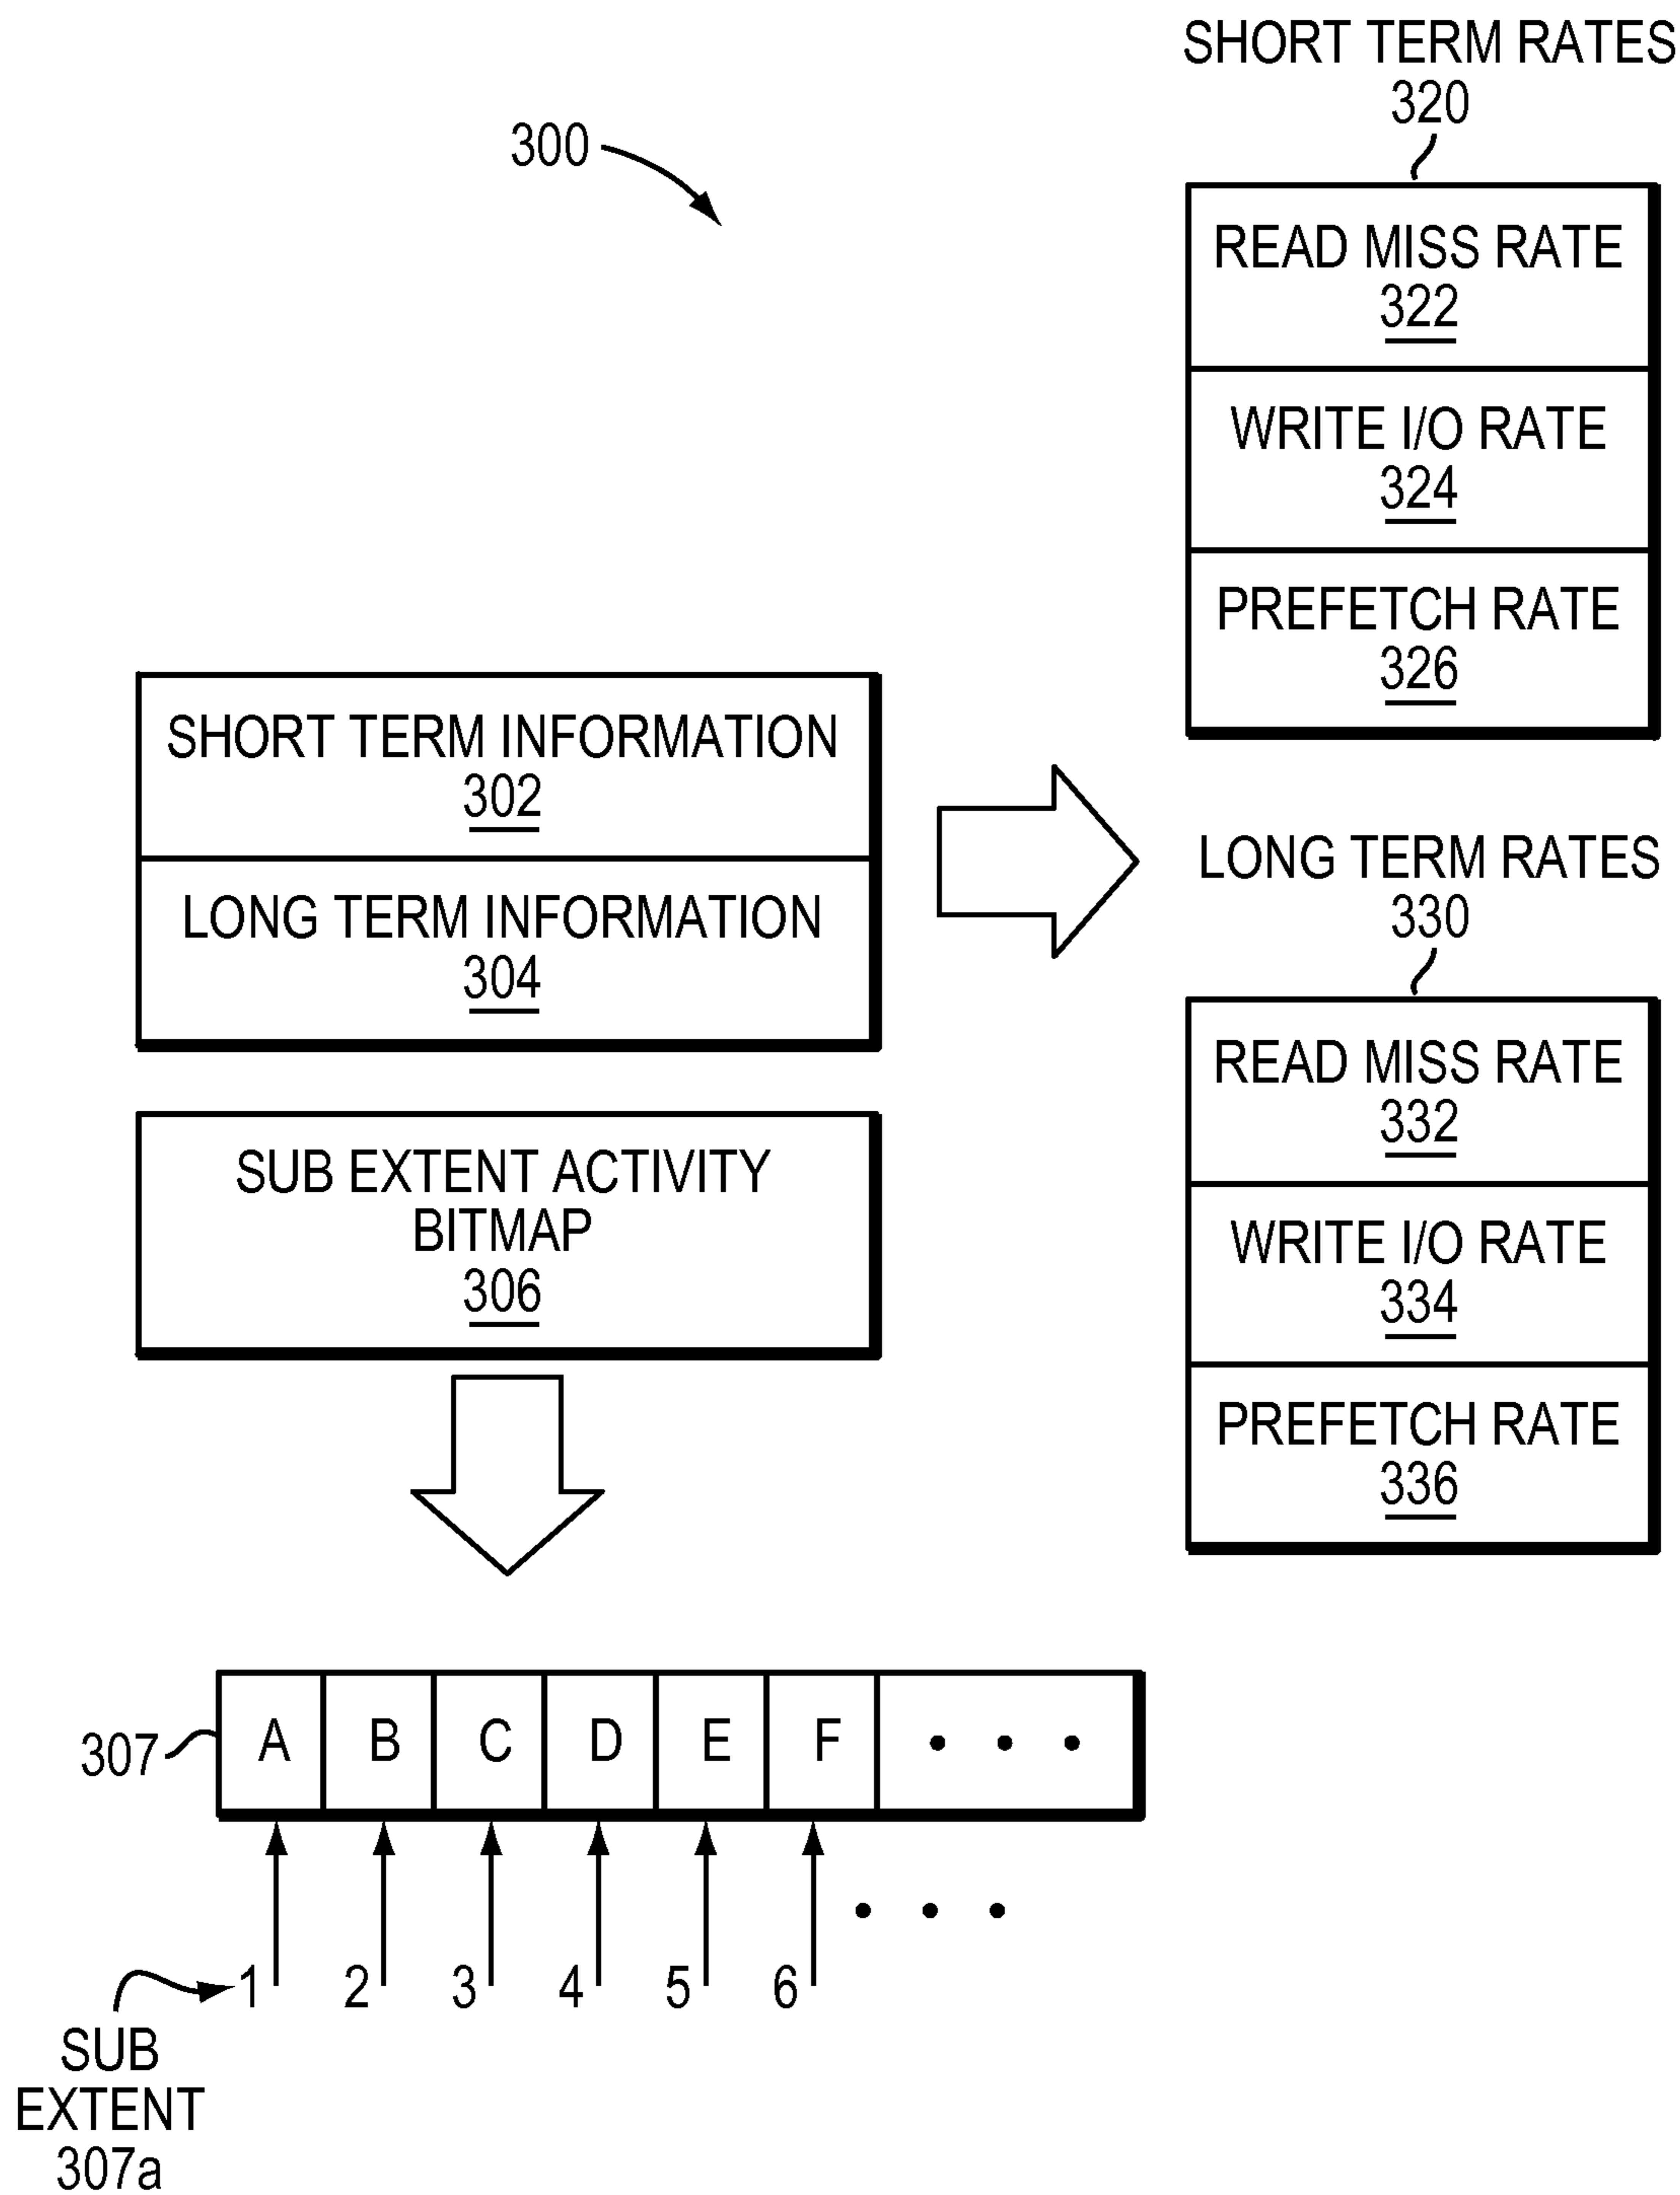 SHORT TERM RATES
320
300
READ MISS RATE
322
WRITE I/O RATE
324
PREFETCH RATE
326
SHORT TERM INFORMATION
302
LONG TERM INFORMATION
304
LONG TERM RATES
330
READ MISS RATE
332
WRITE I/O RATE
334
PREFETCH RATE
336
SUB EXTENT ACTIVITY
BITMAP
306
307 A B C D E F • • •
1 2 3 4 5 6 • • •
SUB
EXTENT
307a